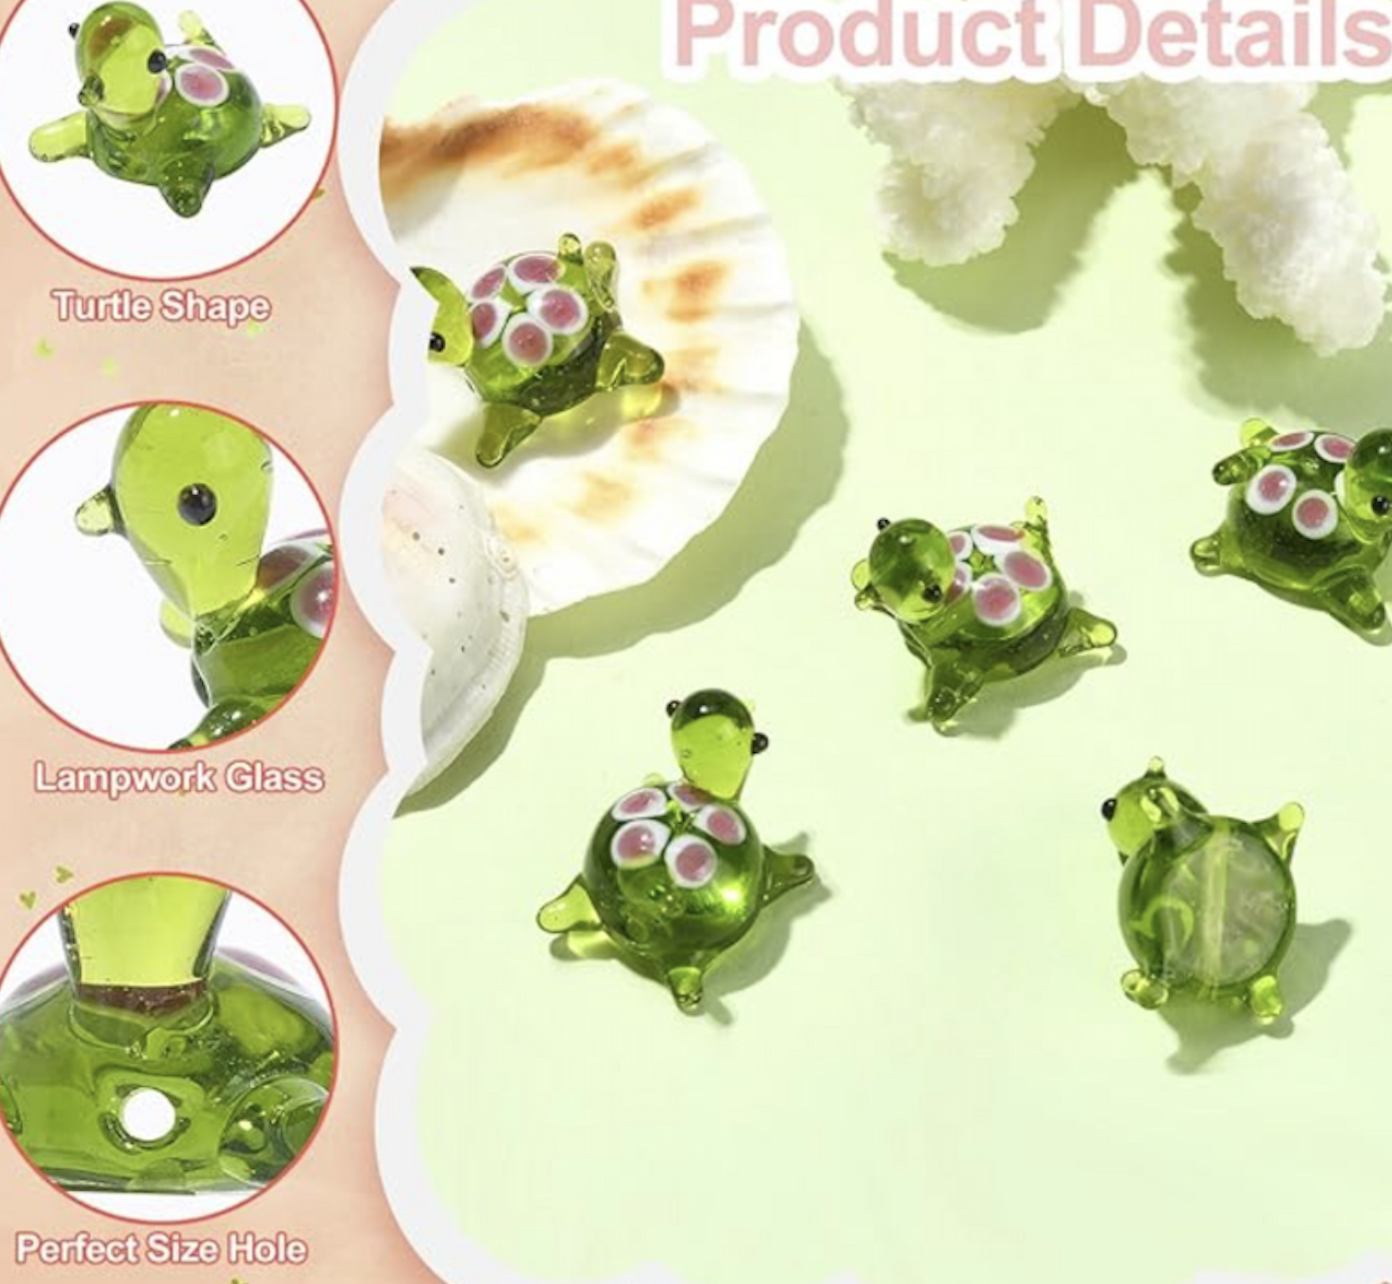 Product Details
Turtle Shape
Lampwork Glass
Perfect Size Hole